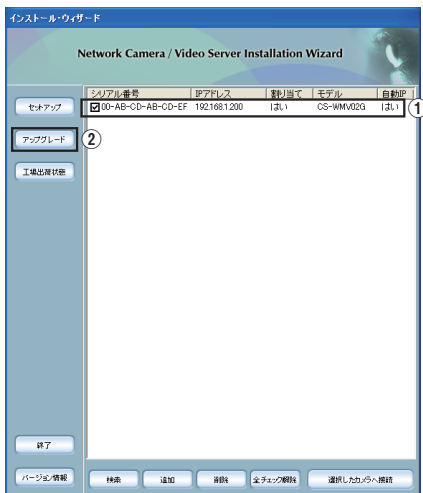 インストール・ウィザード
Network Camera / Video Server Installation Wizard
シリアル番号 IPアドレス 割り当て モデル 自動IP
00-AB-CD-AB-CD-EF 192.168.1.200 はい CS-WMV02G はい ①
セットアップ
アップグレード ②
工場出荷状態
終了
バージョン情報 検索 追加 削除 全チェック解除 選択したカメラへ接続